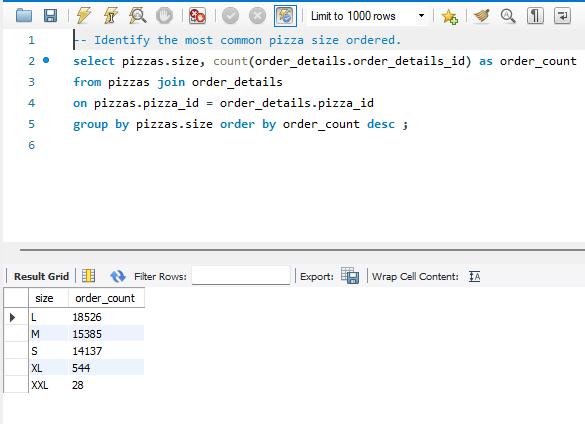 Limit to 1000 rows
1 -- Identify the most common pizza size ordered.
2 select pizzas.size, count(order_details.order_details_id) as order_count
3 from pizzas join order_details
4 on pizzas.pizza_id = order_details.pizza_id
5 group by pizzas.size order by order_count desc ;
6
Result Grid Filter Rows: Export: Wrap Cell Content: IA
size order_count
L 18526
M 15385
S 14137
XL 544
XXL 28